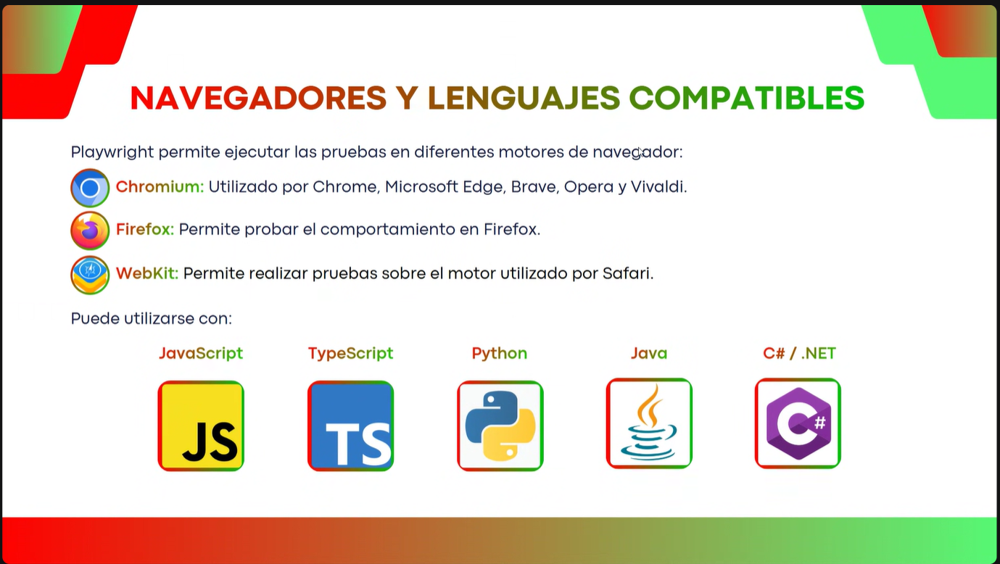 NAVEGADORES Y LENGUAJES COMPATIBLES
Playwright permite ejecutar las pruebas en diferentes motores de navegador:
Chromium: Utilizado por Chrome, Microsoft Edge, Brave, Opera y Vivaldi.
Firefox: Permite probar el comportamiento en Firefox.
WebKit: Permite realizar pruebas sobre el motor utilizado por Safari.
Puede utilizarse con:
JavaScript TypeScript Python Java C# / .NET
JS TS C#